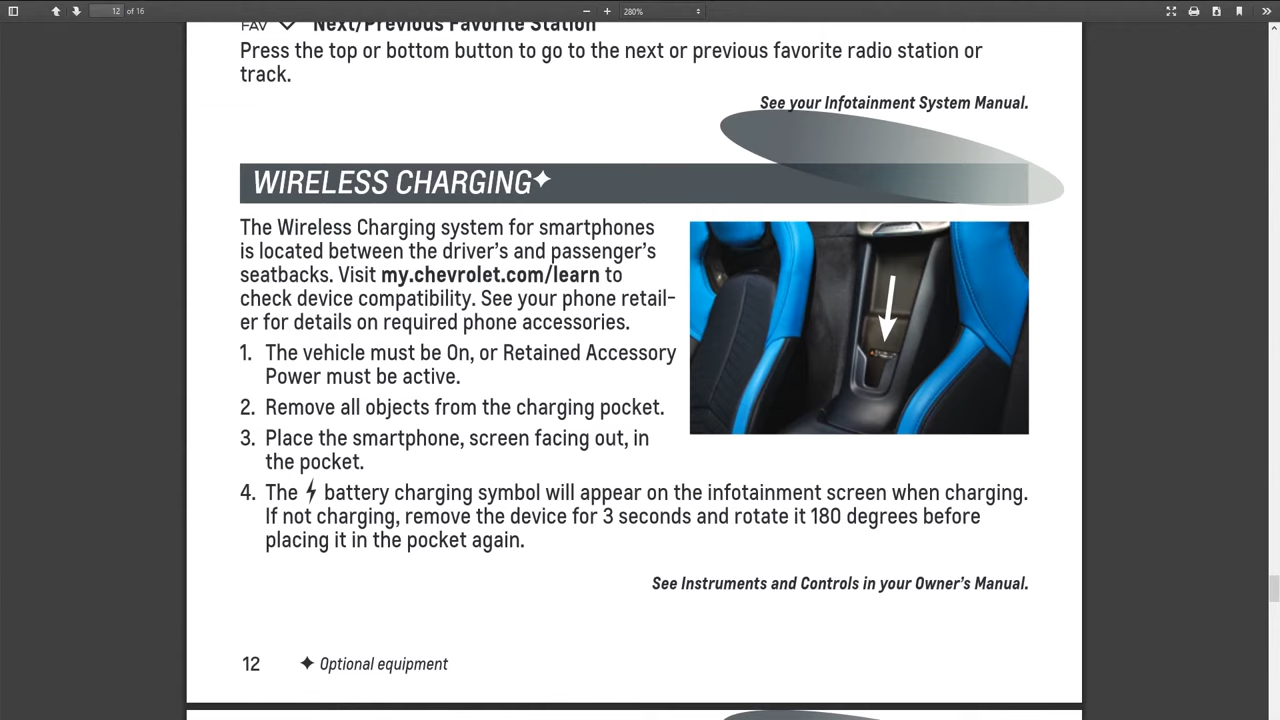 12 of 16
280%
FAV Next/Previous Favorite Station
Press the top or bottom button to go to the next or previous favorite radio station or
track.
See your Infotainment System Manual.
WIRELESS CHARGING✦
The Wireless Charging system for smartphones
is located between the driver's and passenger's
seatbacks. Visit my.chevrolet.com/learn to
check device compatibility. See your phone retail-
er for details on required phone accessories.
1. The vehicle must be On, or Retained Accessory
Power must be active.
2. Remove all objects from the charging pocket.
3. Place the smartphone, screen facing out, in
the pocket.
4. The battery charging symbol will appear on the infotainment screen when charging.
If not charging, remove the device for 3 seconds and rotate it 180 degrees before
placing it in the pocket again.
See Instruments and Controls in your Owner's Manual.
12 ✦ Optional equipment